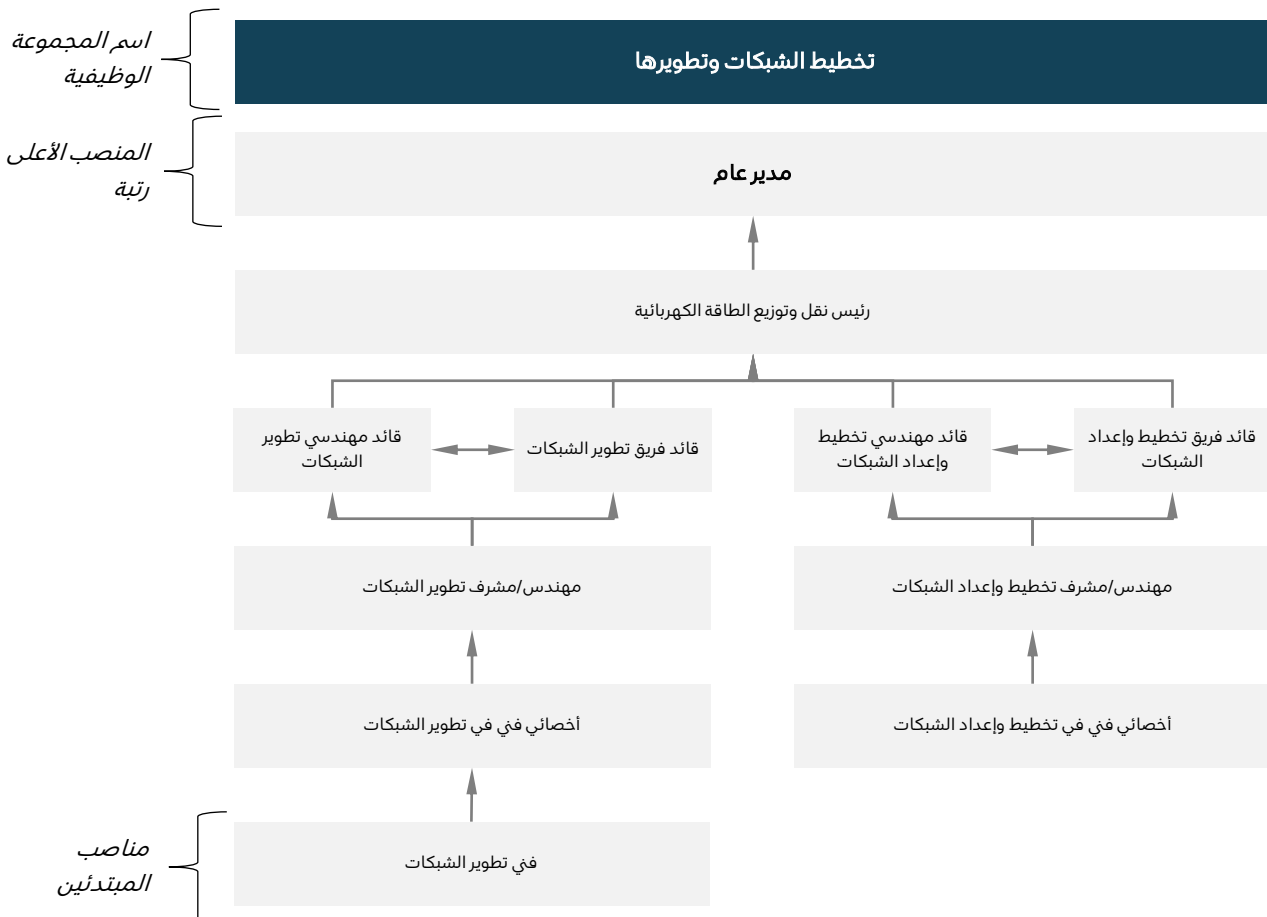 اسم المجموعة
الوظيفية
تخطيط الشبكات وتطويرها
المنصب الأعلى
رتبة
مدير عام
رئيس نقل وتوزيع الطاقة الكهربائية
قائد فريق تخطيط وإعداد
الشبكات
قائد مهندسي تخطيط
وإعداد الشبكات
قائد فريق تطوير الشبكات
قائد مهندسي تطوير
الشبكات
مهندس/مشرف تخطيط وإعداد الشبكات
مهندس/مشرف تطوير الشبكات
أخصائي فني في تخطيط وإعداد الشبكات
أخصائي فني في تطوير الشبكات
فني تطوير الشبكات
مناصب
المبتدئين